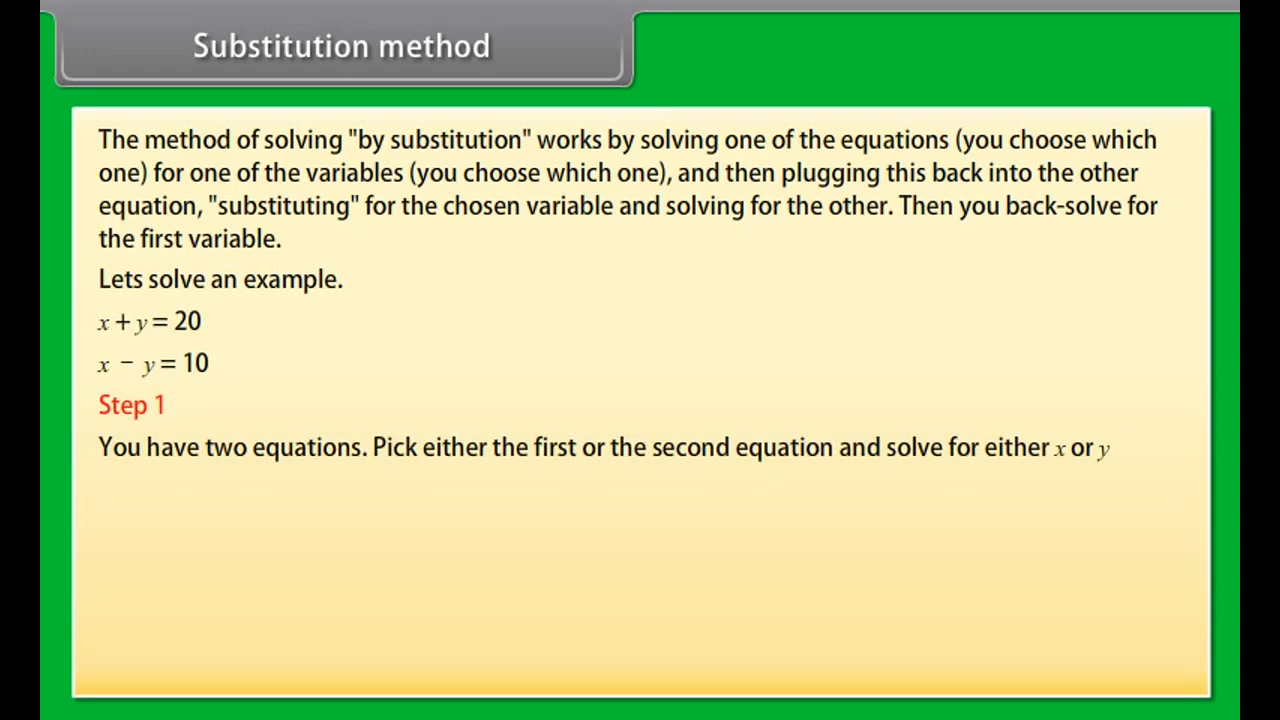 Substitution method
The method of solving "by substitution" works by solving one of the equations (you choose which
one) for one of the variables (you choose which one), and then plugging this back into the other
equation, "substituting" for the chosen variable and solving for the other. Then you back-solve for
the first variable.
Lets solve an example.
x + y = 20
x − y = 10
Step 1
You have two equations. Pick either the first or the second equation and solve for either x or y